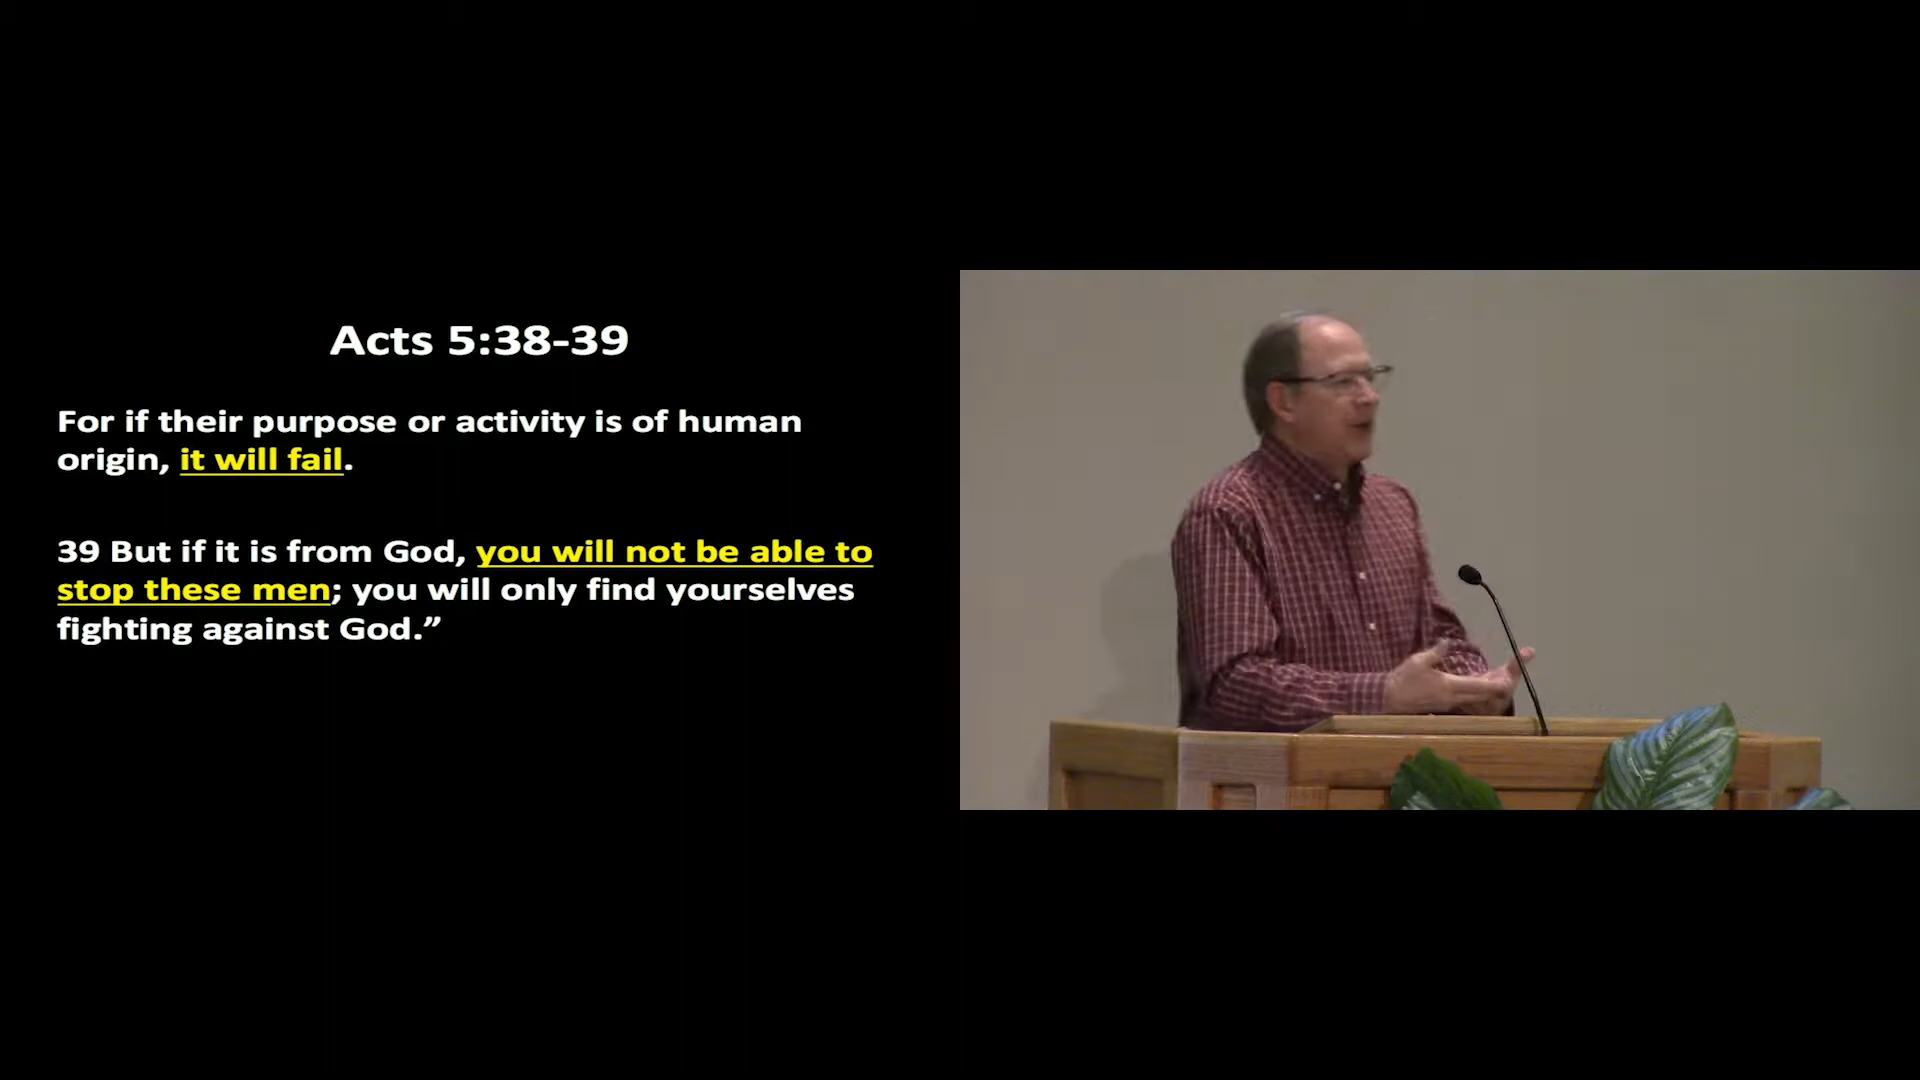 Acts 5:38-39
For if their purpose or activity is of human
origin, it will fail.
39 But if it is from God, you will not be able to
stop these men; you will only find yourselves
fighting against God.”